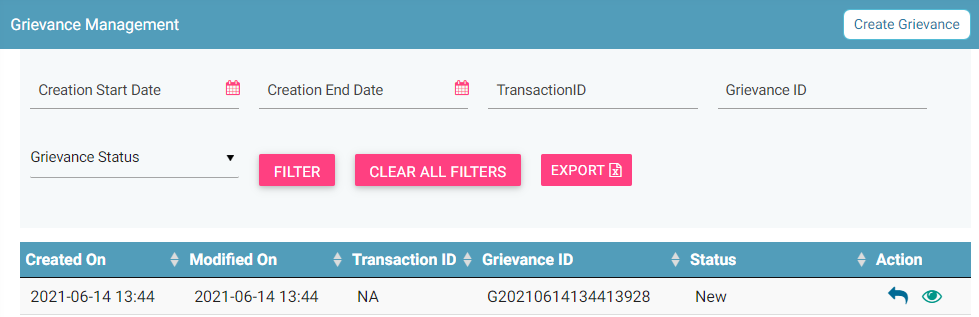 Grievance Management Create Grievance
Creation Start Date Creation End Date TransactionID Grievance ID
Grievance Status FILTER CLEAR ALL FILTERS EXPORT
Created On Modified On Transaction ID Grievance ID Status Action
2021-06-14 13:44 2021-06-14 13:44 NA G20210614134413928 New